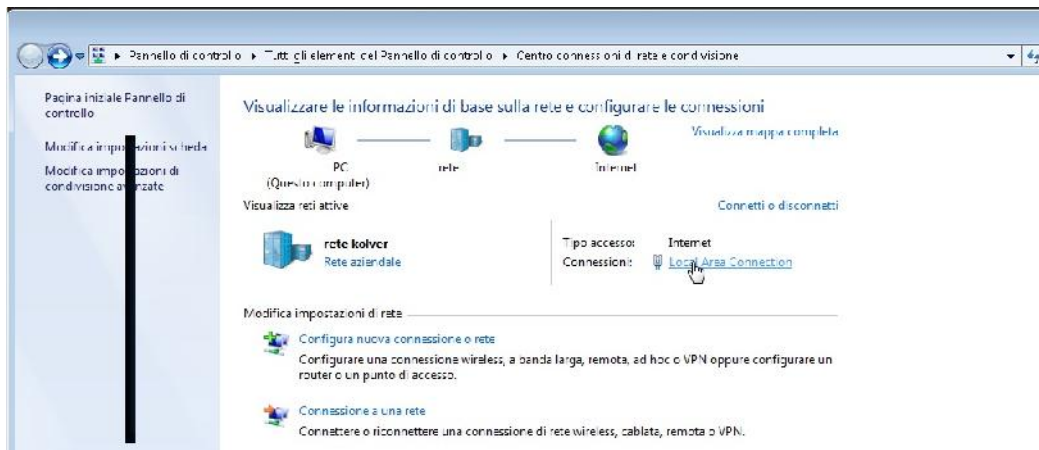 Pannello di controllo ▸ Tutti gli elementi del Pannello di controllo ▸ Centro connessioni di rete e condivisione
Pagina iniziale Pannello di
controllo
Modifica scheda
Modifica di
condivisione
Visualizzare le informazioni di base sulla rete e configurare le connessioni
Visualizza mappa completa
PC
(Questo computer)
rete
Internet
Visualizza reti attive
Connetti o disconnetti
rete kolver
Rete aziendale
Tipo accesso: Internet
Connessioni: Local Area Connection
Modifica impostazioni di rete
Configura nuova connessione o rete
Configurare una connessione wireless, a banda larga, remota, ad hoc o VPN oppure configurare un
router o un punto di accesso.
Connessione a una rete
Connettere o riconnettere una connessione di rete wireless, cablata, remota o VPN.